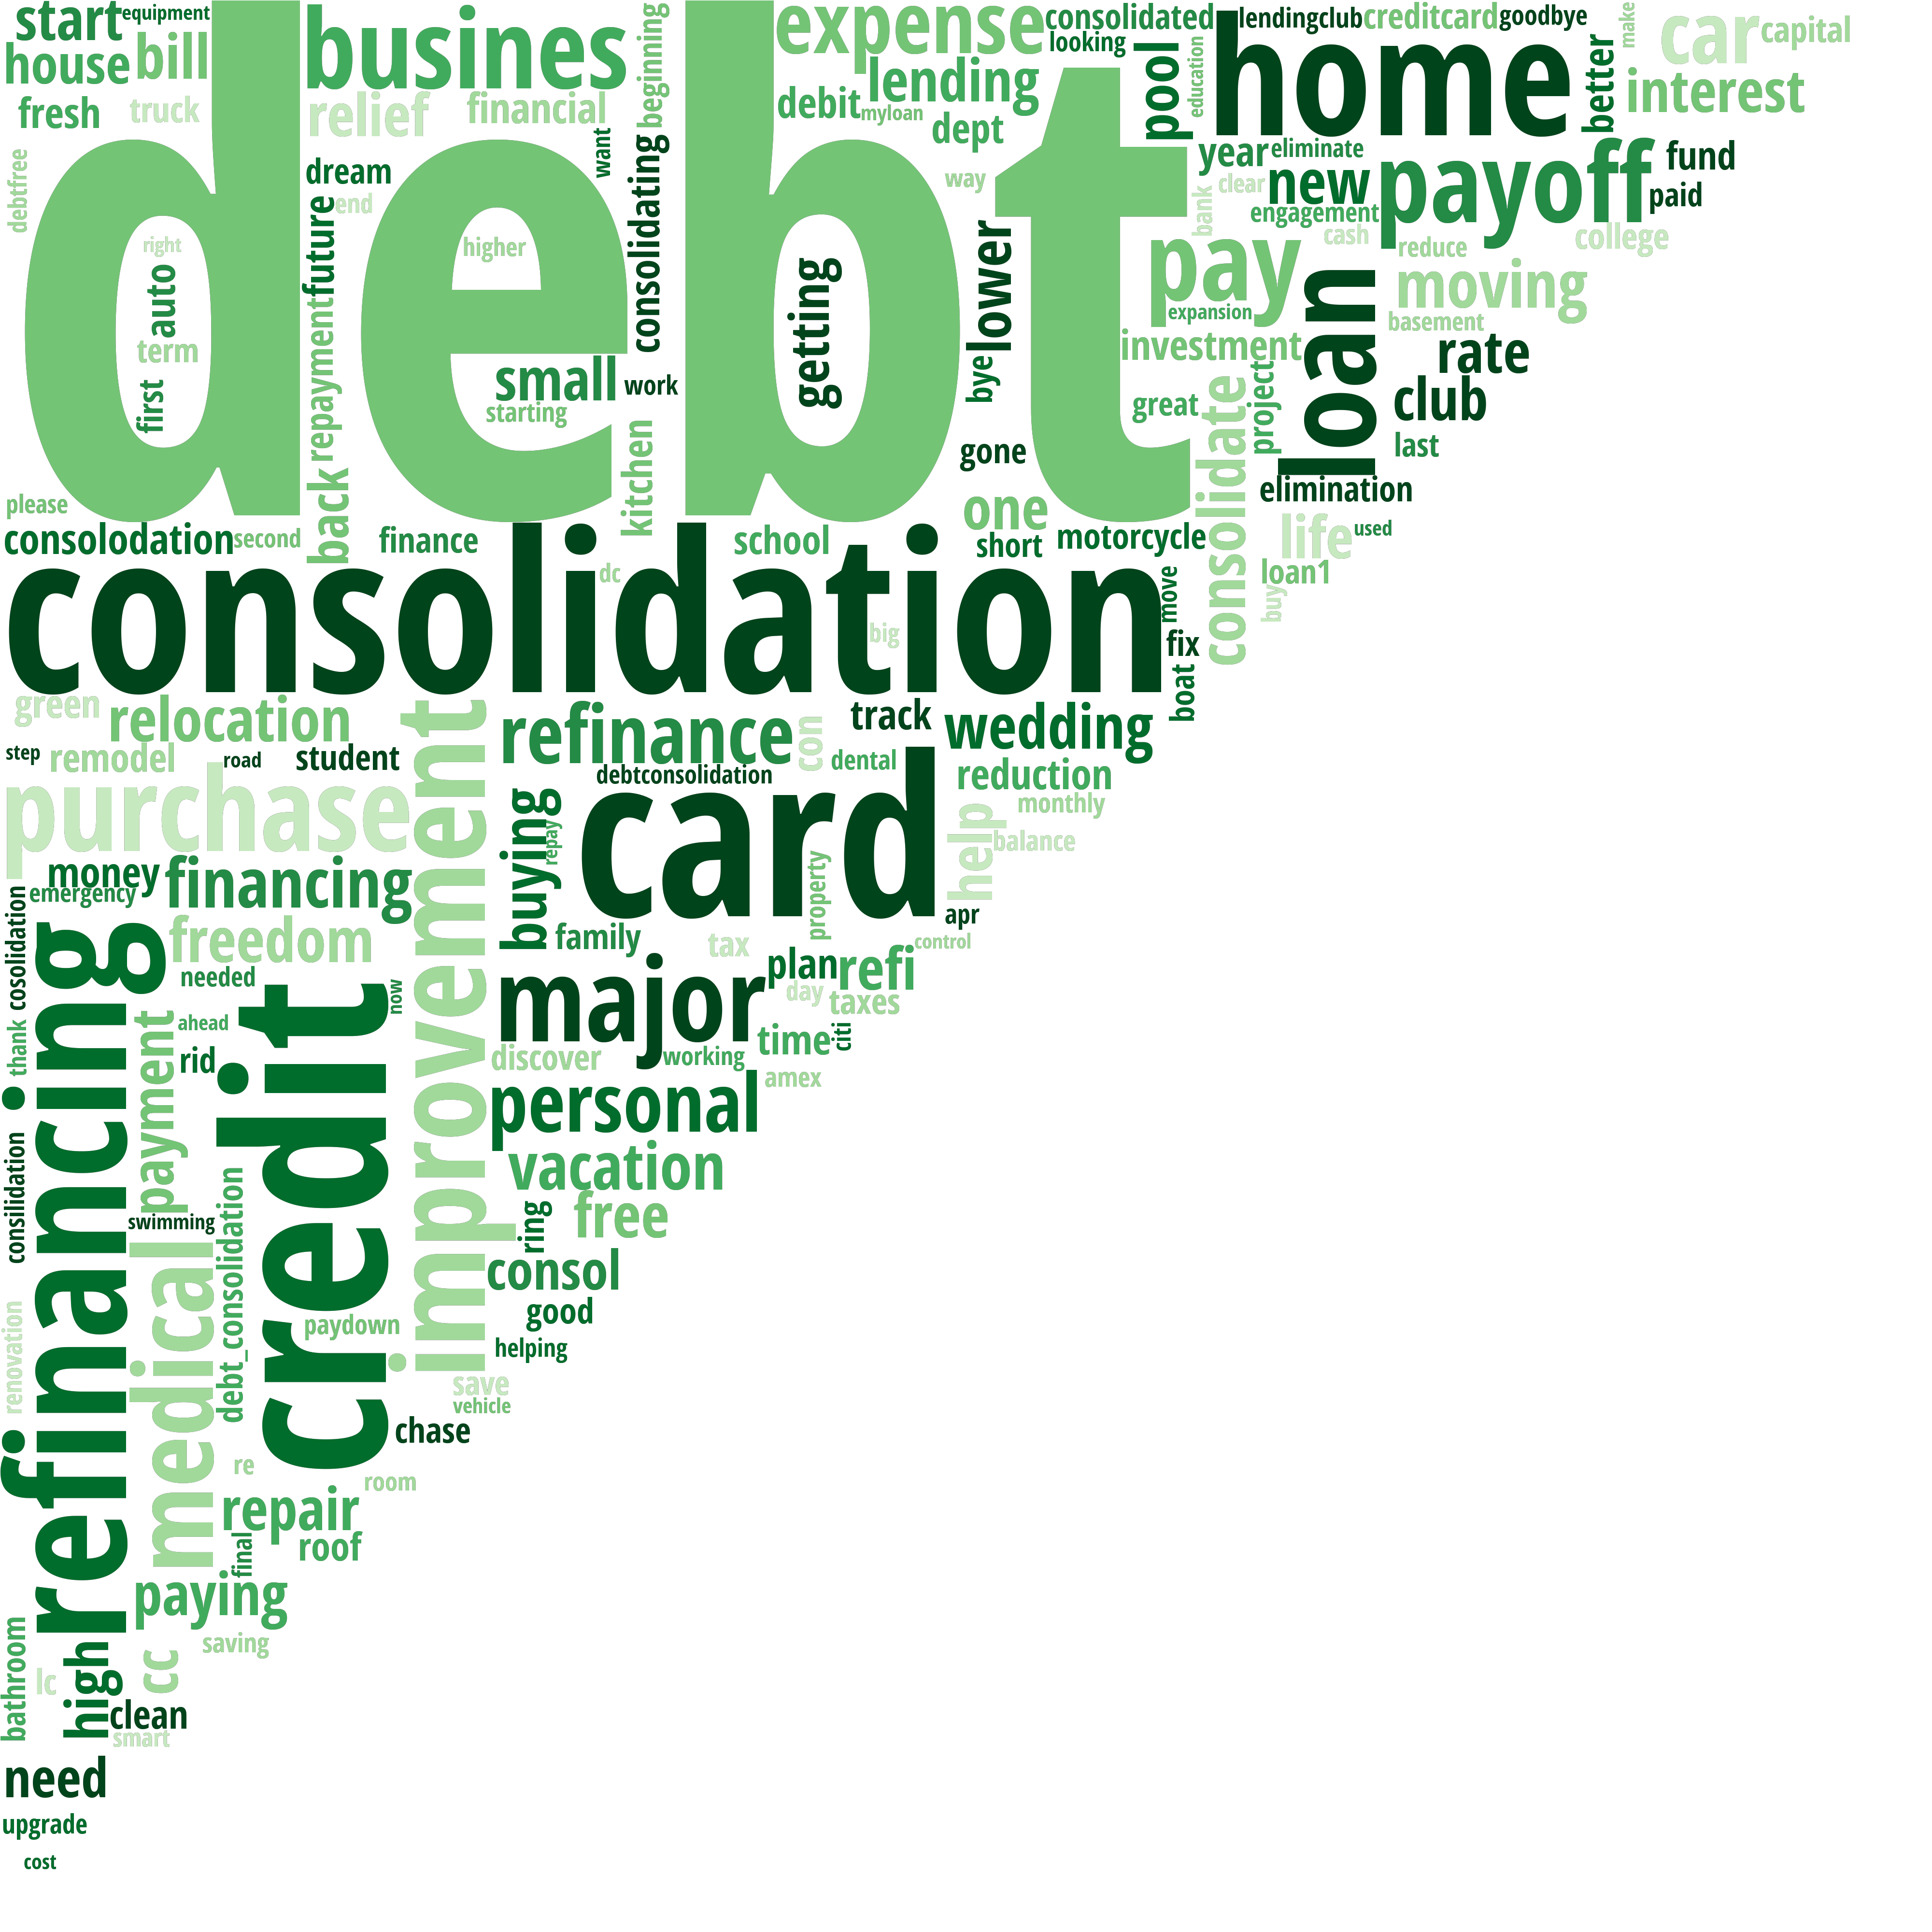 start
equipment
busines
expense
consolidated
lendingclub
creditcard
goodbye
make
car
capital
house
bill
beginning
looking
pool
education
home
better
interest
fresh
truck
relief
financial
debit
lending
myloan
dept
debt
year
eliminate
payoff
fund
debtfree
dream
want
consolidating
way
bank
clear
new
paid
end
future
engagement
cash
reduce
college
right
auto
higher
getting
lower
pay
loan
moving
repayment
expansion
basement
term
investment
rate
first
small
work
bye
project
club
starting
great
consolidate
last
kitchen
gone
back
elimination
please
one
life
used
consolodation
second
finance
school
short
motorcycle
consolidation
dc
move
loan1
buy
big
fix
boat
green
relocation
improvement
refinance
con
track
wedding
step
remodel
road
student
debtconsolidation
dental
reduction
purchase
buying
repay
card
help
monthly
balance
money
financing
property
emergency
cosolidation
apr
refinancing
freedom
family
tax
control
needed
now
major
plan
refi
credit
day
taxes
thank
payment
ahead
time
citi
rid
discover
working
amex
personal
consilidation
medical
debt_consolidation
vacation
swimming
ring
free
consol
renovation
paydown
good
helping
save
vehicle
chase
re
room
repair
final
roof
paying
bathroom
high
cc
saving
lc
clean
smart
need
upgrade
cost